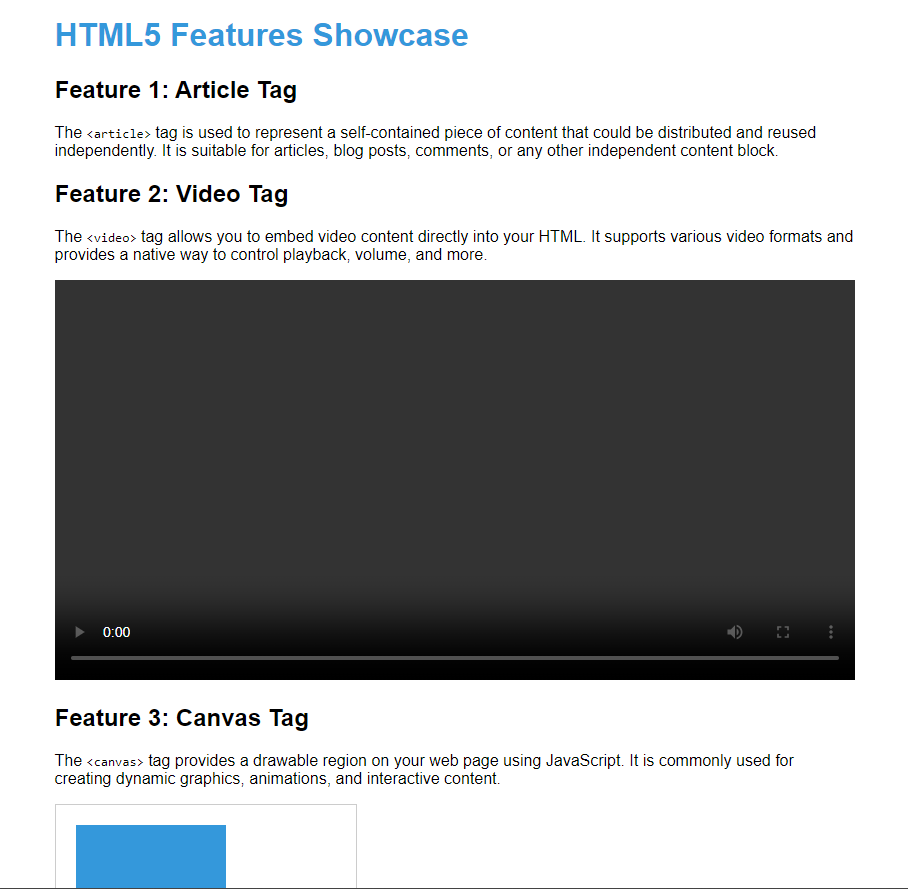 HTML5 Features Showcase
Feature 1: Article Tag
The <article> tag is used to represent a self-contained piece of content that could be distributed and reused
independently. It is suitable for articles, blog posts, comments, or any other independent content block.
Feature 2: Video Tag
The <video> tag allows you to embed video content directly into your HTML. It supports various video formats and
provides a native way to control playback, volume, and more.
0:00
Feature 3: Canvas Tag
The <canvas> tag provides a drawable region on your web page using JavaScript. It is commonly used for
creating dynamic graphics, animations, and interactive content.